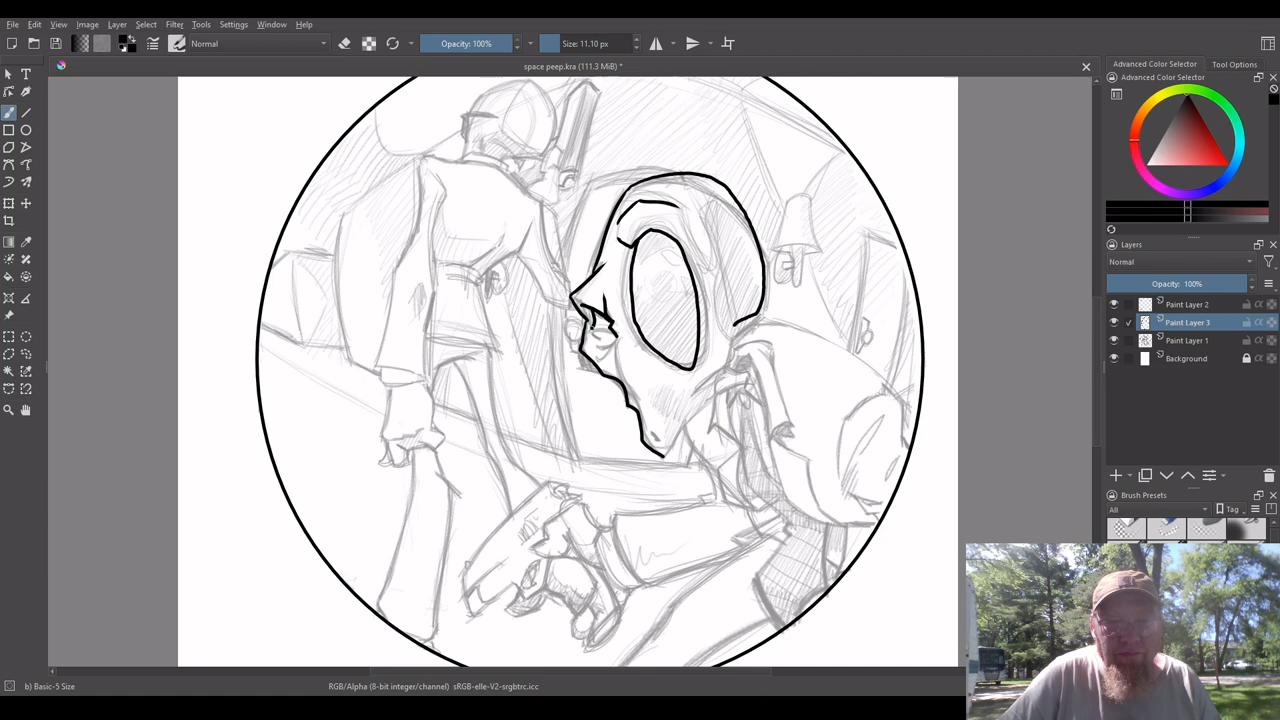 File Edit View Image Layer Select Filter Tools Settings Window Help
Normal Opacity: 100% Size: 11.10 px
space peep.kra (111.3 MiB) *
Advanced Color Selector Tool Options
Advanced Color Selector
Layers
Normal
Opacity: 100%
Paint Layer 2
Paint Layer 3
Paint Layer 1
Background
Brush Presets
All Tag
b) Basic-5 Size RGB/Alpha (8-bit integer/channel) sRGB-elle-V2-srgbtrc.icc